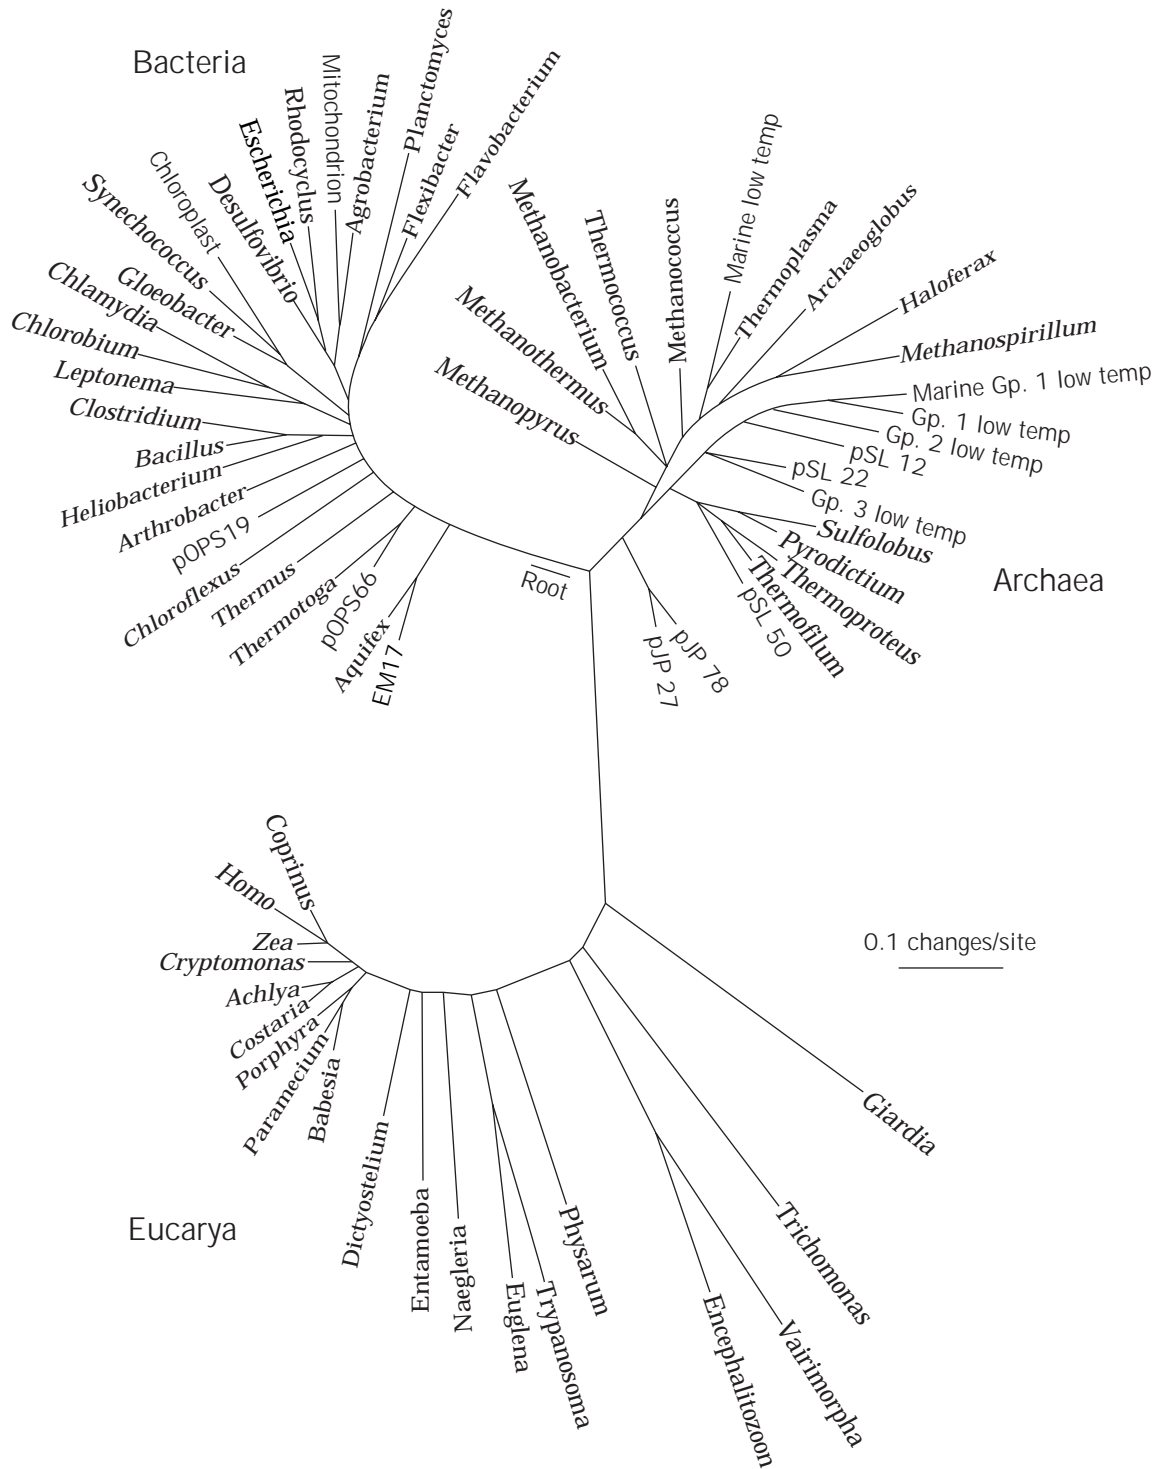 Bacteria
Planctomyces
Mitochondrion
Flavobacterium
Agrobacterium
Rhodocyclus
Flexibacter
Escherichia
Chloroplast
Desulfovibrio
Synechococcus
Gloeobacter
Chlamydia
Chlorobium
Leptonema
Clostridium
Bacillus
Heliobacterium
Arthrobacter
pOPS19
Chloroflexus
Thermus
Thermotoga
pOPS66
Aquifex
EM17
Root
Methanopyrus
Methanothermus
Methanobacterium
Thermococcus
Methanococcus
Marine low temp
Thermoplasma
Archaeoglobus
Haloferax
Methanospirillum
Marine Gp. 1 low temp
Gp. 1 low temp
Gp. 2 low temp
pSL 12
pSL 22
Gp. 3 low temp
Sulfolobus
Pyrodictium
Thermoproteus
Thermofilum
pSL 50
pJP 78
pJP 27
Archaea
Coprinus
Homo
Zea
Cryptomonas
Achlya
Costaria
Porphyra
Paramecium
Babesia
Dictyostelium
Entamoeba
Naegleria
Euglena
Trypanosoma
Physarum
Encephalitozoon
Vairimorpha
Trichomonas
Giardia
0.1 changes/site
Eucarya